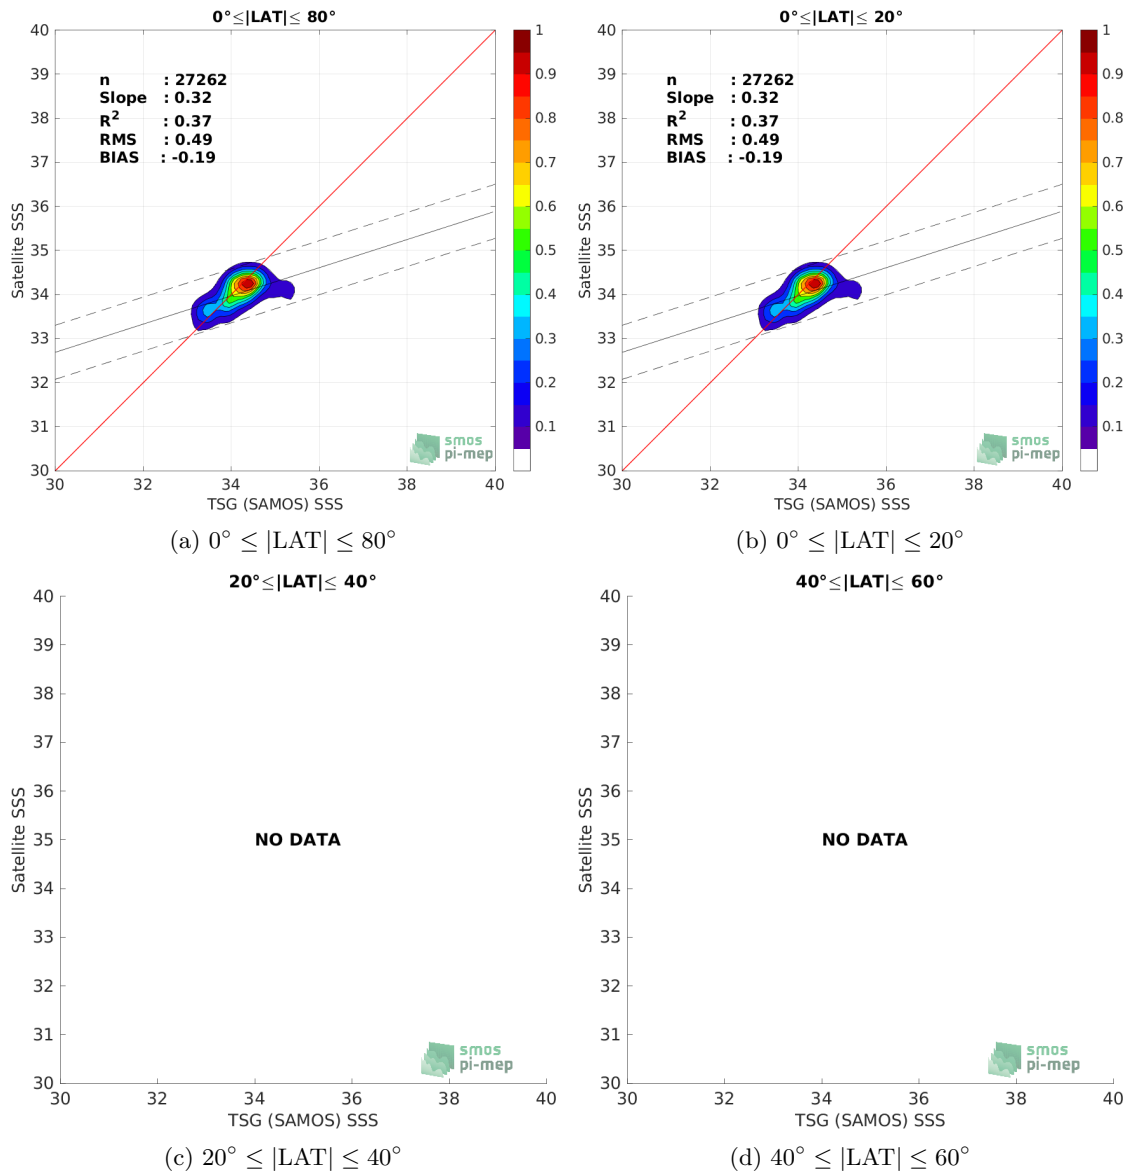 0°≤|LAT|≤ 80°
40
39
38
37
36
35
34
33
32
31
30
Satellite SSS
n : 27262
Slope : 0.32
R² : 0.37
RMS : 0.49
BIAS : -0.19
smos
pi-mep
30 32 34 36 38 40
TSG (SAMOS) SSS
1
0.9
0.8
0.7
0.6
0.5
0.4
0.3
0.2
0.1
(a) 0° ≤ |LAT| ≤ 80°
0°≤|LAT|≤ 20°
40
39
38
37
36
35
34
33
32
31
30
Satellite SSS
n : 27262
Slope : 0.32
R² : 0.37
RMS : 0.49
BIAS : -0.19
smos
pi-mep
30 32 34 36 38 40
TSG (SAMOS) SSS
1
0.9
0.8
0.7
0.6
0.5
0.4
0.3
0.2
0.1
(b) 0° ≤ |LAT| ≤ 20°
20°≤|LAT|≤ 40°
40
39
38
37
36
35
34
33
32
31
30
Satellite SSS
NO DATA
smos
pi-mep
30 32 34 36 38 40
TSG (SAMOS) SSS
(c) 20° ≤ |LAT| ≤ 40°
40°≤|LAT|≤ 60°
40
39
38
37
36
35
34
33
32
31
30
Satellite SSS
NO DATA
smos
pi-mep
30 32 34 36 38 40
TSG (SAMOS) SSS
(d) 40° ≤ |LAT| ≤ 60°